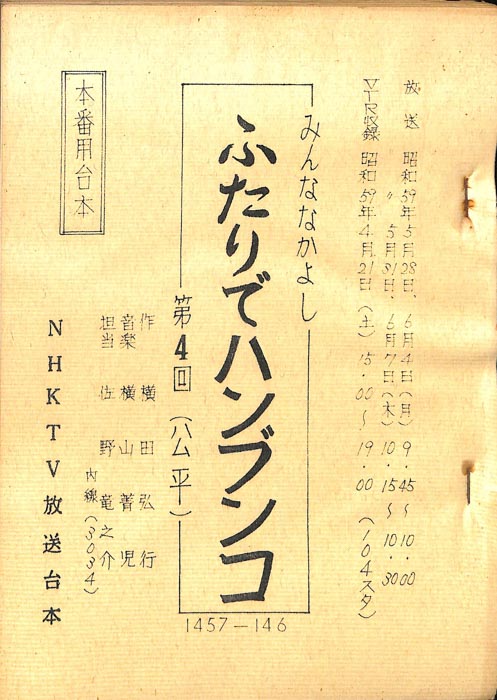 放送 昭和59年5月28日、6月4日(月) 9・45〜10・00
〃 5月31日・6月7日(木) 10・15〜10・30
VTR収録 昭和59年4月21日(土) 15・00〜19・00 (104スタ)
みんななかよし
ふたりでハンブンコ
第4回 (公平)
作 横田弘行
音楽 横山菁児
担当 佐野竜之介
内線(3034)
本番用台本
NHKTV放送台本
1457—146